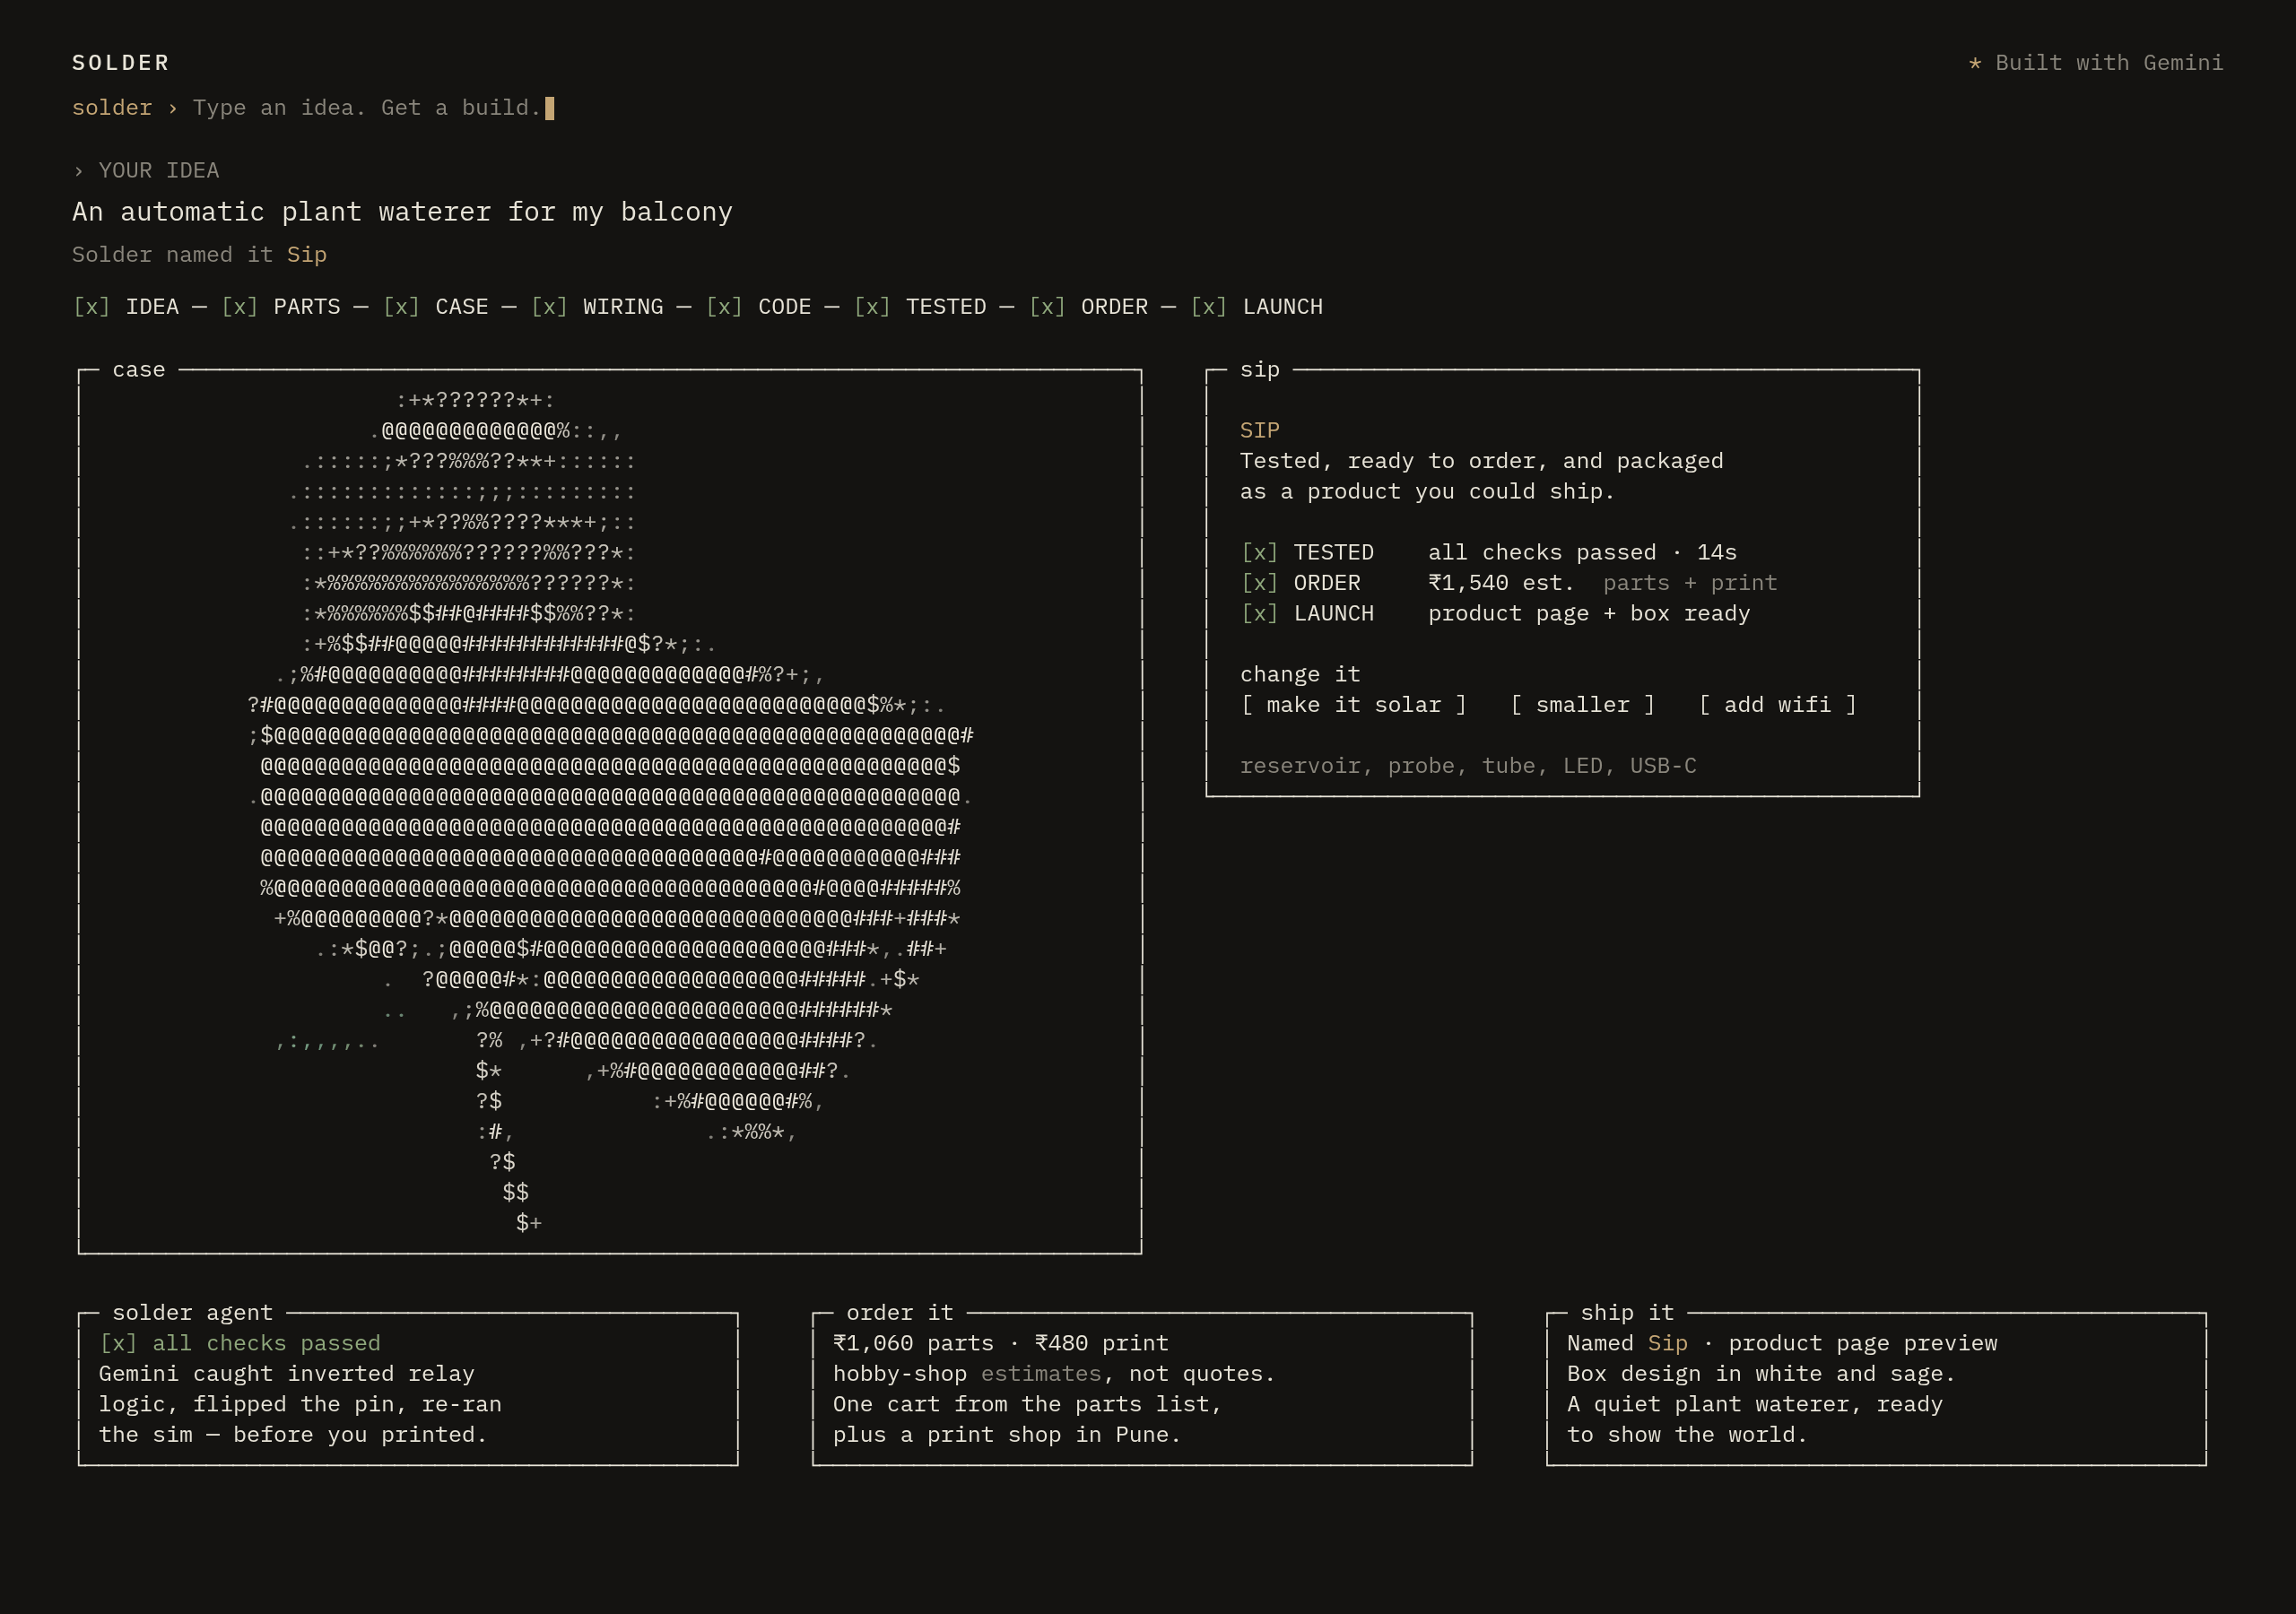 SOLDER
* Built with Gemini
solder › Type an idea. Get a build.
› YOUR IDEA
An automatic plant waterer for my balcony
Solder named it Sip
[x] IDEA — [x] PARTS — [x] CASE — [x] WIRING — [x] CODE — [x] TESTED — [x] ORDER — [x] LAUNCH
case
sip
SIP
Tested, ready to order, and packaged
as a product you could ship.
[x] TESTED all checks passed · 14s
[x] ORDER ₹1,540 est. parts + print
[x] LAUNCH product page + box ready
change it
[ make it solar ] [ smaller ] [ add wifi ]
reservoir, probe, tube, LED, USB-C
solder agent
[x] all checks passed
Gemini caught inverted relay
logic, flipped the pin, re-ran
the sim — before you printed.
order it
₹1,060 parts · ₹480 print
hobby-shop estimates, not quotes.
One cart from the parts list,
plus a print shop in Pune.
ship it
Named Sip · product page preview
Box design in white and sage.
A quiet plant waterer, ready
to show the world.